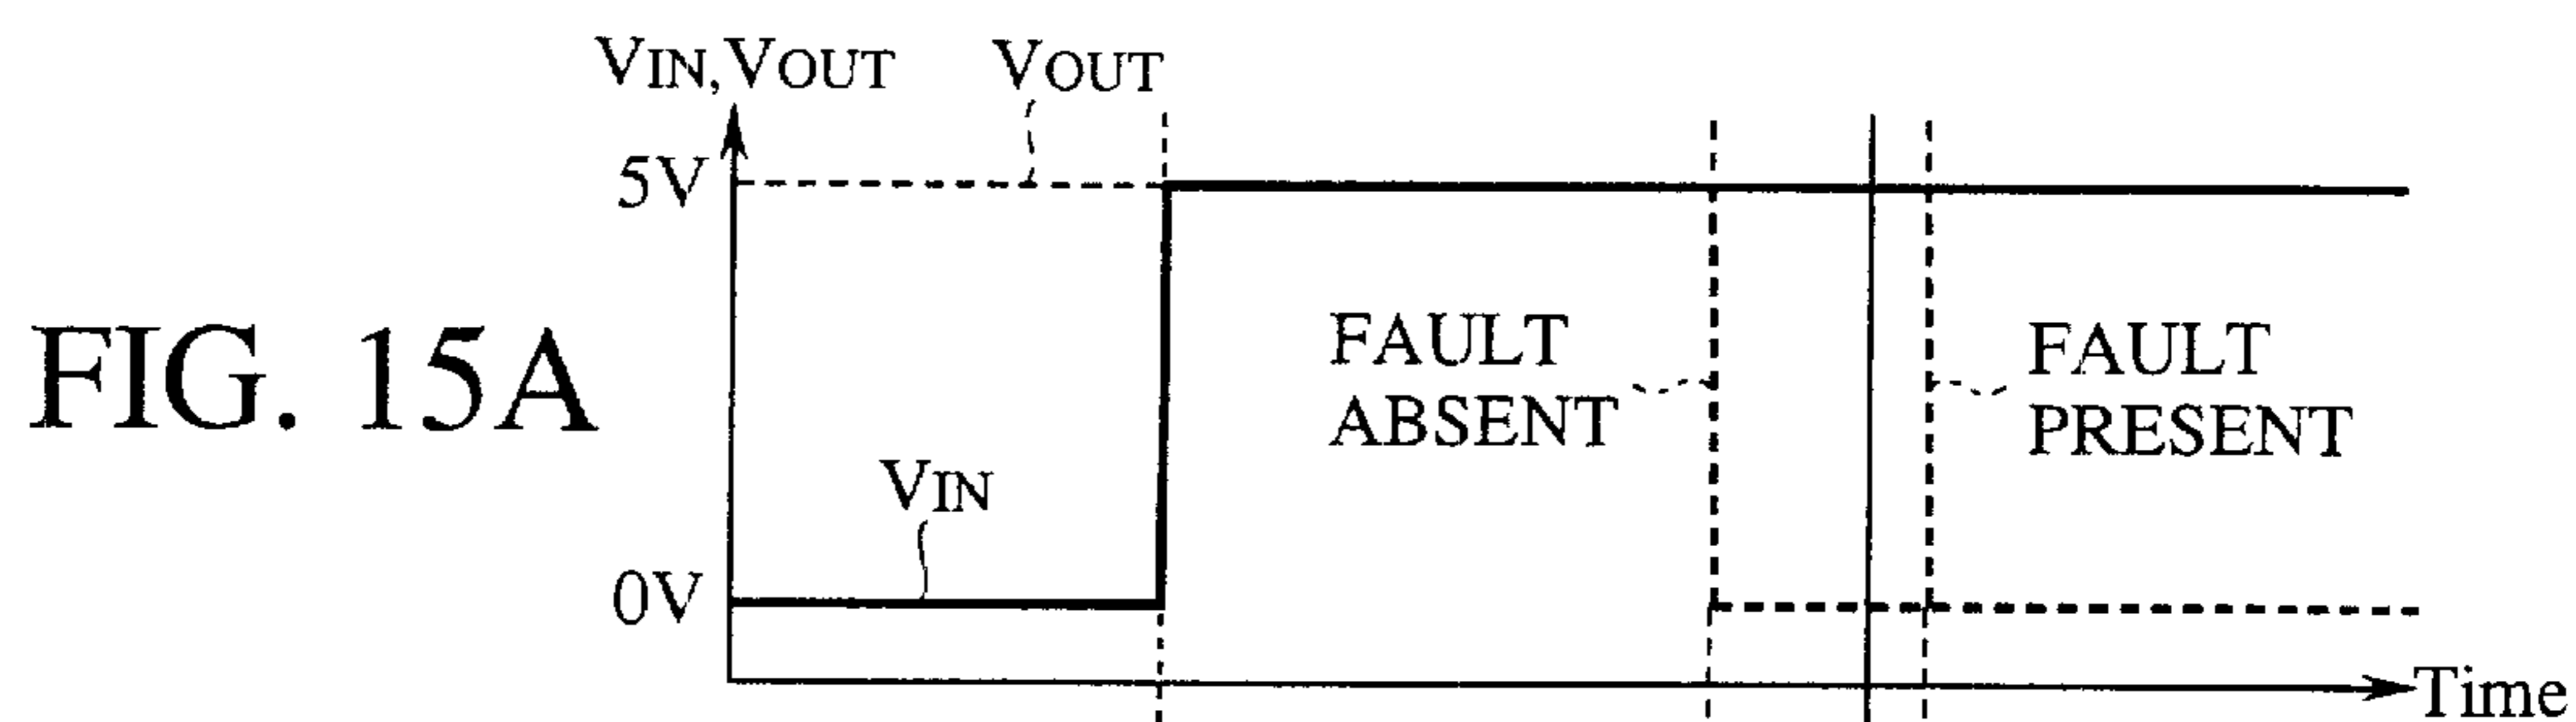 VIN, VOUT
VOUT
5V
FAULT
ABSENT
FAULT
PRESENT
FIG. 15A
VIN
0V
Time